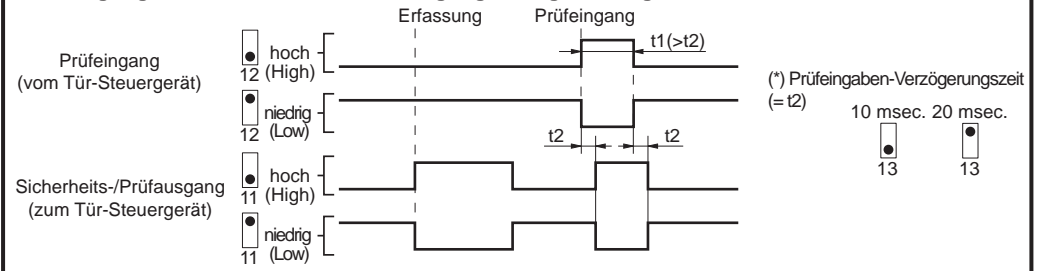 Erfassung Prüfeingang
Prüfeingang
(vom Tür-Steuergerät)
12
hoch
(High)
t1(>t2)
12
niedrig
(Low)
t2 t2
(*) Prüfeingaben-Verzögerungszeit
(= t2)
10 msec. 20 msec.
13 13
Sicherheits-/Prüfausgang
(zum Tür-Steuergerät)
11
hoch
(High)
11
niedrig
(Low)